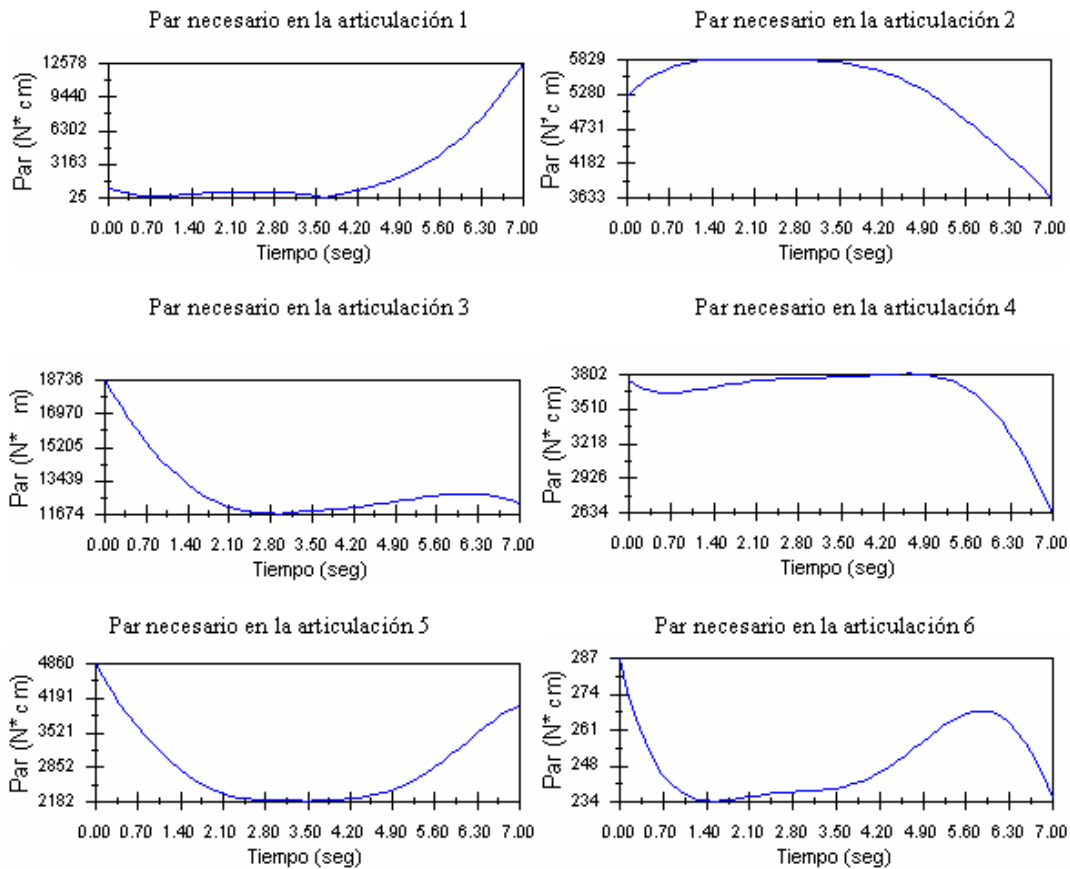 Par necesario en la articulación 1
Par (N* cm)
12578
9440
6302
3163
25
0.00 0.70 1.40 2.10 2.80 3.50 4.20 4.90 5.60 6.30 7.00
Tiempo (seg)
Par necesario en la articulación 2
Par (N* cm)
5829
5280
4731
4182
3633
0.00 0.70 1.40 2.10 2.80 3.50 4.20 4.90 5.60 6.30 7.00
Tiempo (seg)
Par necesario en la articulación 3
Par (N* m)
18736
16970
15205
13439
11674
0.00 0.70 1.40 2.10 2.80 3.50 4.20 4.90 5.60 6.30 7.00
Tiempo (seg)
Par necesario en la articulación 4
Par (N* cm)
3802
3510
3218
2926
2634
0.00 0.70 1.40 2.10 2.80 3.50 4.20 4.90 5.60 6.30 7.00
Tiempo (seg)
Par necesario en la articulación 5
Par (N* cm)
4860
4191
3521
2852
2182
0.00 0.70 1.40 2.10 2.80 3.50 4.20 4.90 5.60 6.30 7.00
Tiempo (seg)
Par necesario en la articulación 6
Par (N* cm)
287
274
261
248
234
0.00 0.70 1.40 2.10 2.80 3.50 4.20 4.90 5.60 6.30 7.00
Tiempo (seg)